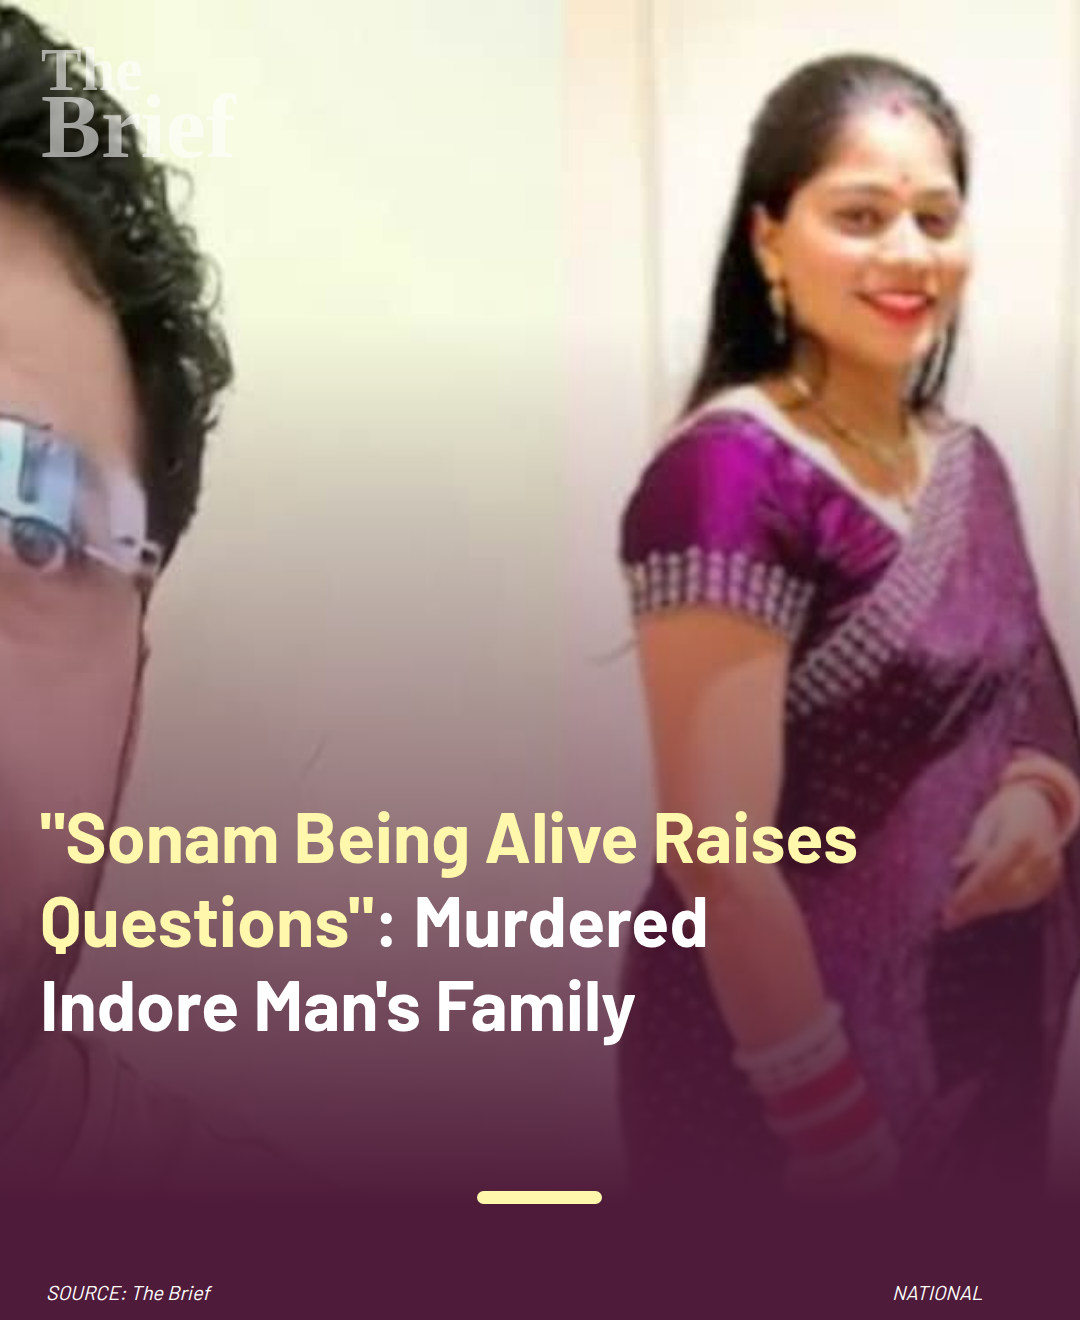 The
Brief
"Sonam Being Alive Raises
Questions": Murdered
Indore Man's Family
SOURCE: The Brief
NATIONAL